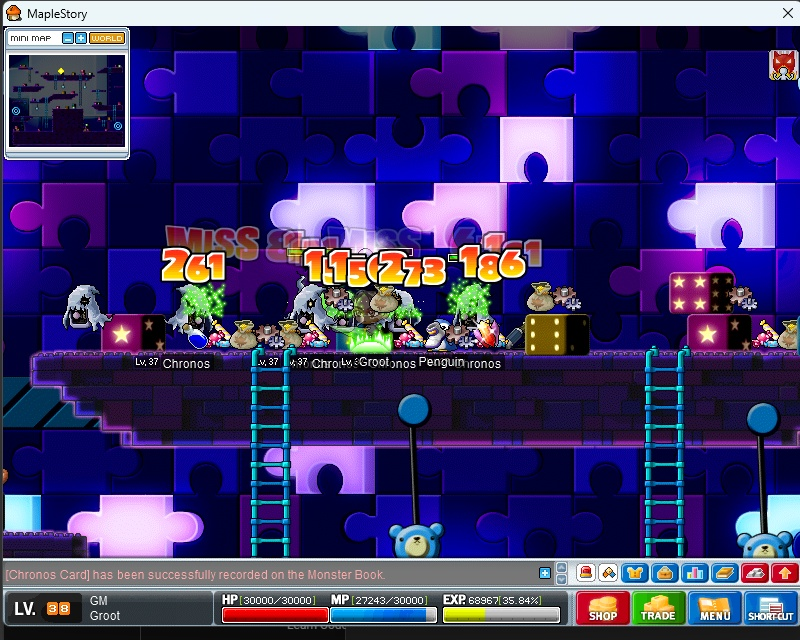 MapleStory
MINI MAP
WORLD
MISS
261
273
186
Lv. 37 Chronos
Groot
Penguin
[Chronos Card] has been successfully recorded on the Monster Book.
LV. 38
GM
Groot
HP[30000/30000] MP[27243/30000] EXP.68967[35.84%]
SHOP
TRADE
MENU
SHORTCUT